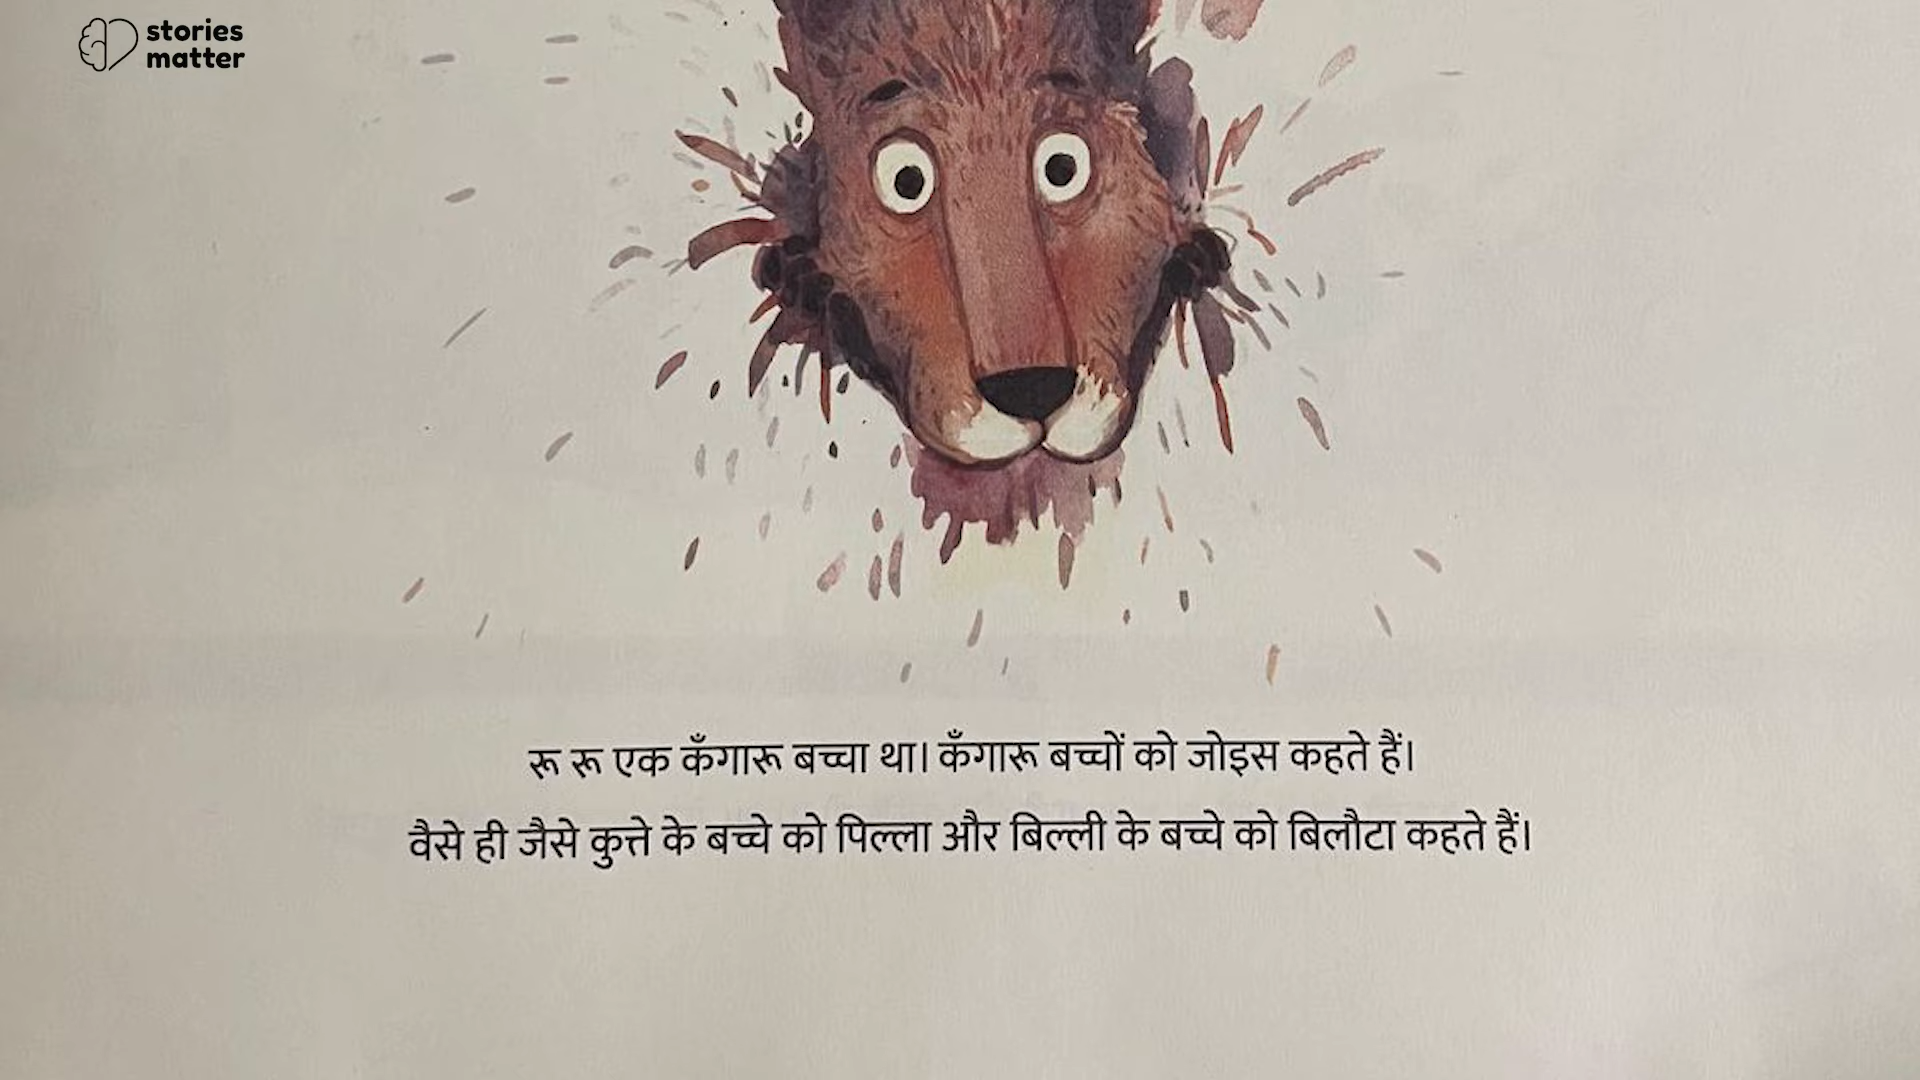 stories
matter
रू रू एक कँगारू बच्चा था। कँगारू बच्चों को जोइस कहते हैं।
वैसे ही जैसे कुत्ते के बच्चे को पिल्ला और बिल्ली के बच्चे को बिलौटा कहते हैं।